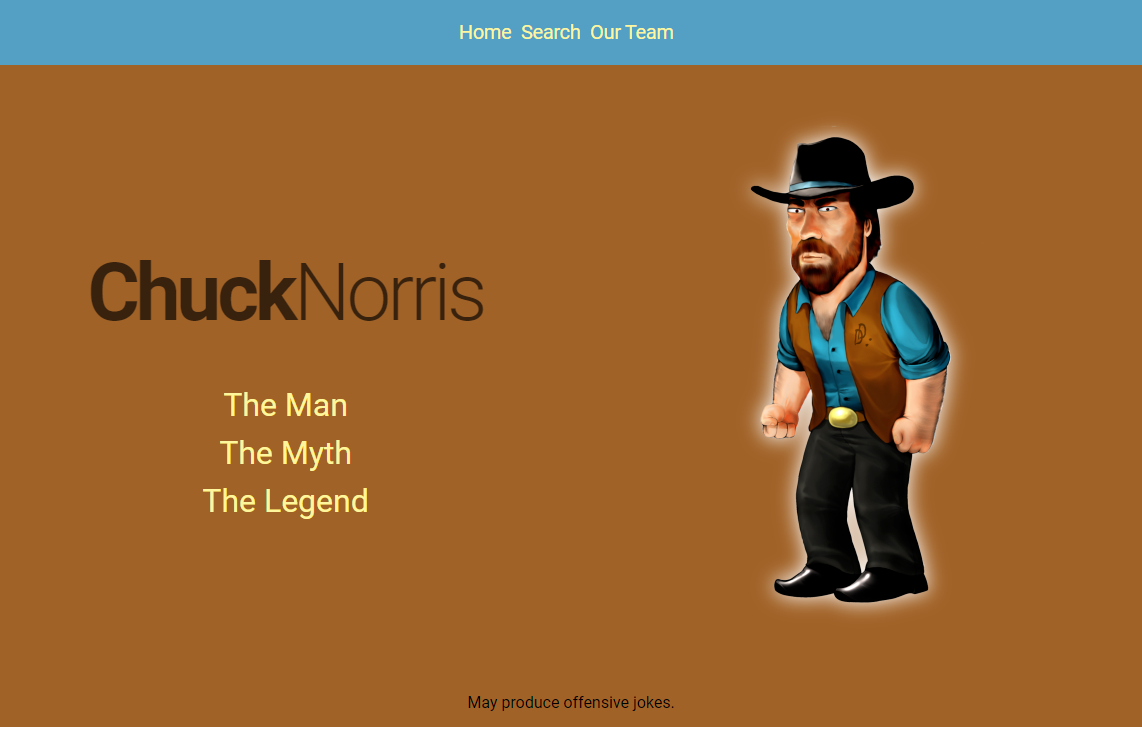 Home Search Our Team
ChuckNorris
The Man
The Myth
The Legend
May produce offensive jokes.